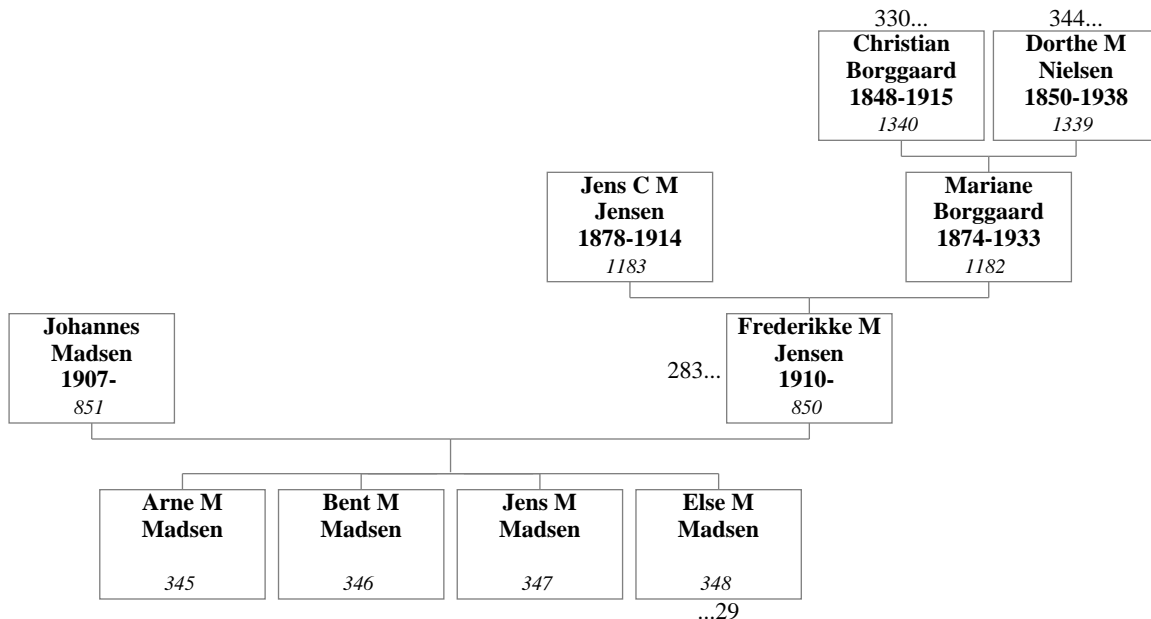 330...
Christian
Borggaard
1848-1915
1340
344...
Dorthe M
Nielsen
1850-1938
1339
Jens C M
Jensen
1878-1914
1183
Mariane
Borggaard
1874-1933
1182
Johannes
Madsen
1907-
851
283...
Frederikke M
Jensen
1910-
850
Arne M
Madsen
345
Bent M
Madsen
346
Jens M
Madsen
347
Else M
Madsen
348
...29